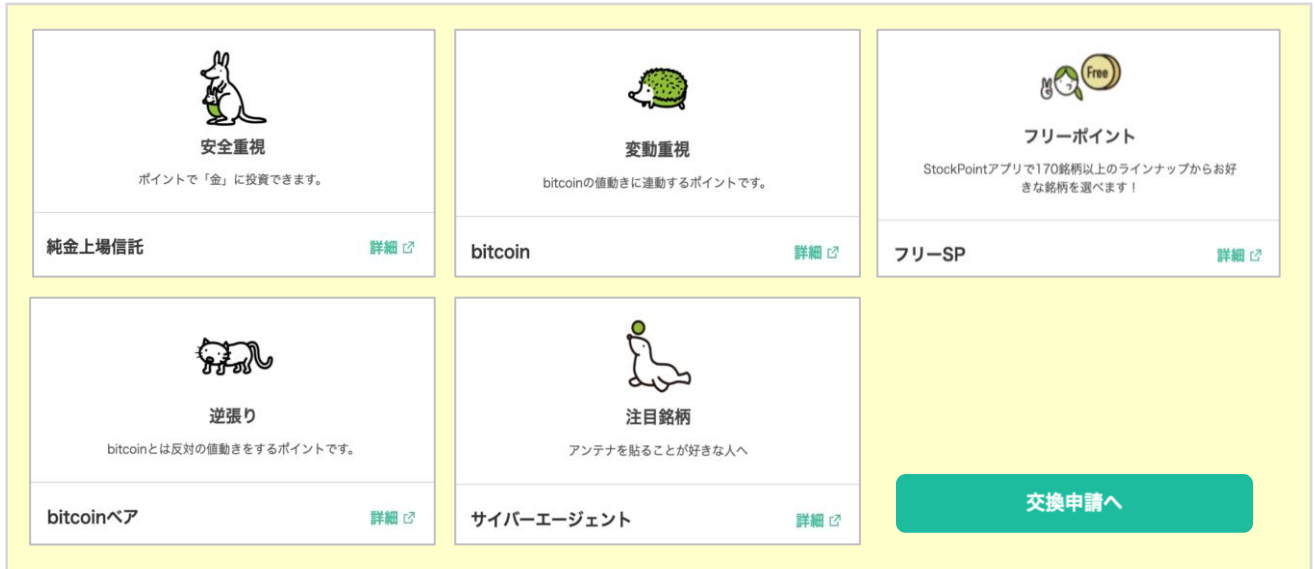 安全重視
ポイントで「金」に投資できます。
純金上場信託
詳細
変動重視
bitcoinの値動きに連動するポイントです。
bitcoin
詳細
Free
フリーポイント
StockPointアプリで170銘柄以上のラインナップからお好
きな銘柄を選べます！
フリーSP
詳細
逆張り
bitcoinとは反対の値動きをするポイントです。
bitcoinベア
詳細
注目銘柄
アンテナを貼ることが好きな人へ
サイバーエージェント
詳細
交換申請へ